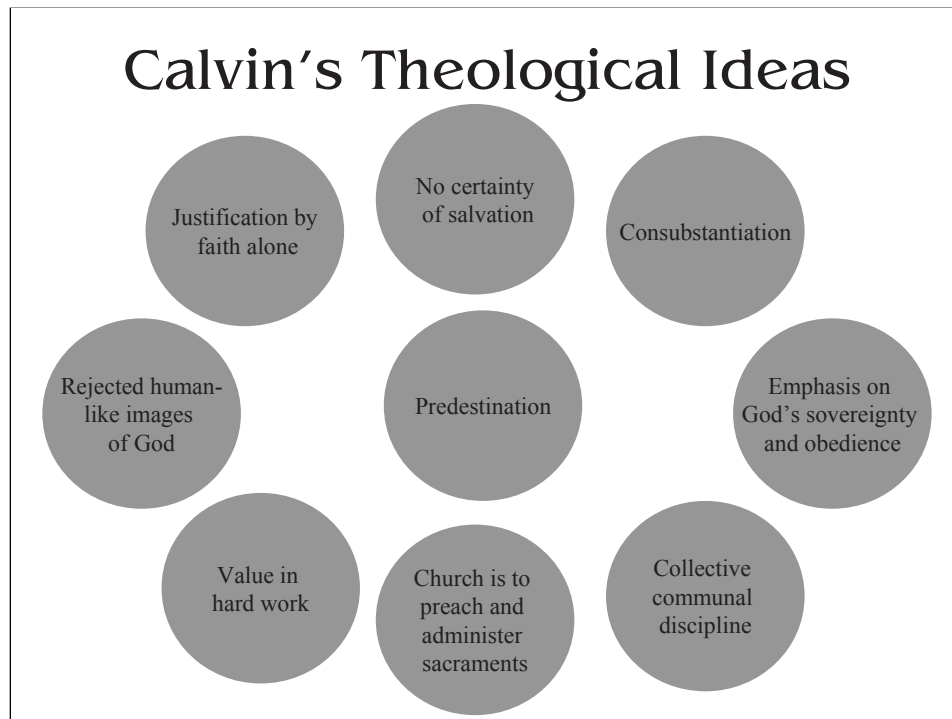 Calvin’s Theological Ideas
No certainty
of salvation
Justification by
faith alone
Consubstantiation
Rejected human-
like images
of God
Predestination
Emphasis on
God’s sovereignty
and obedience
Value in
hard work
Church is to
preach and
administer
sacraments
Collective
communal
discipline